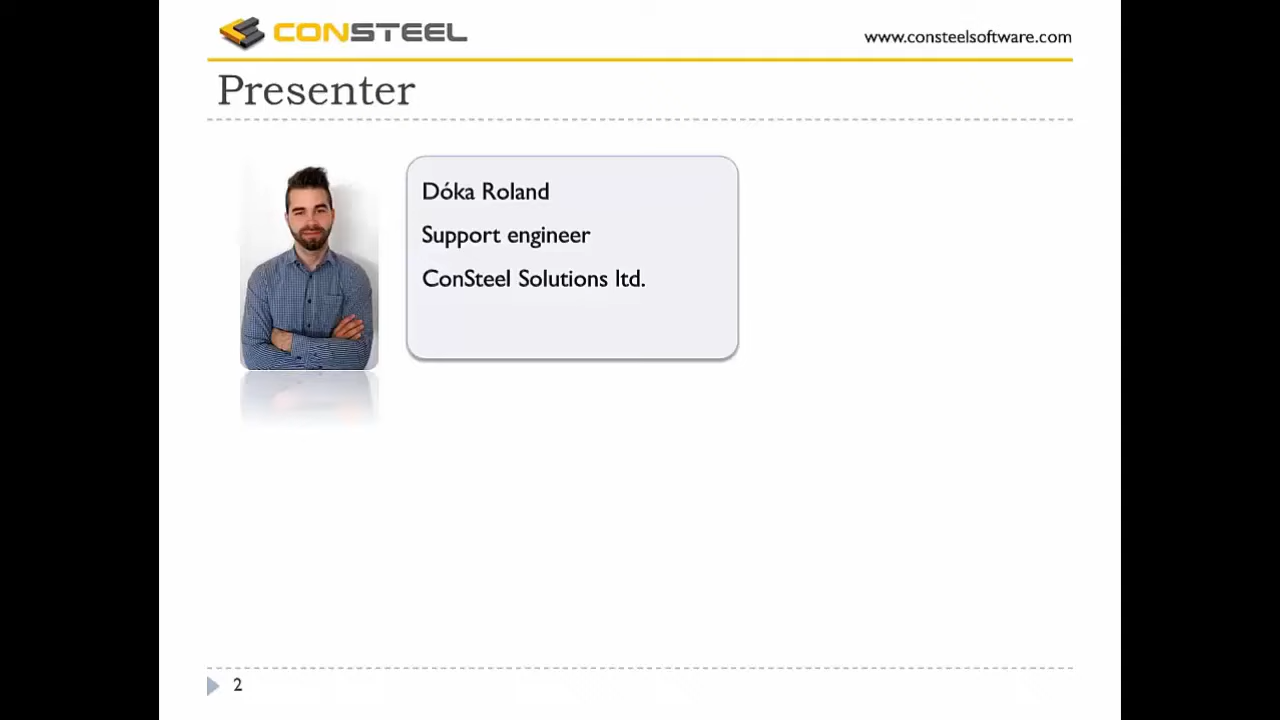 CONSTEEL
www.consteelsoftware.com
Presenter
Dóka Roland
Support engineer
ConSteel Solutions ltd.
2